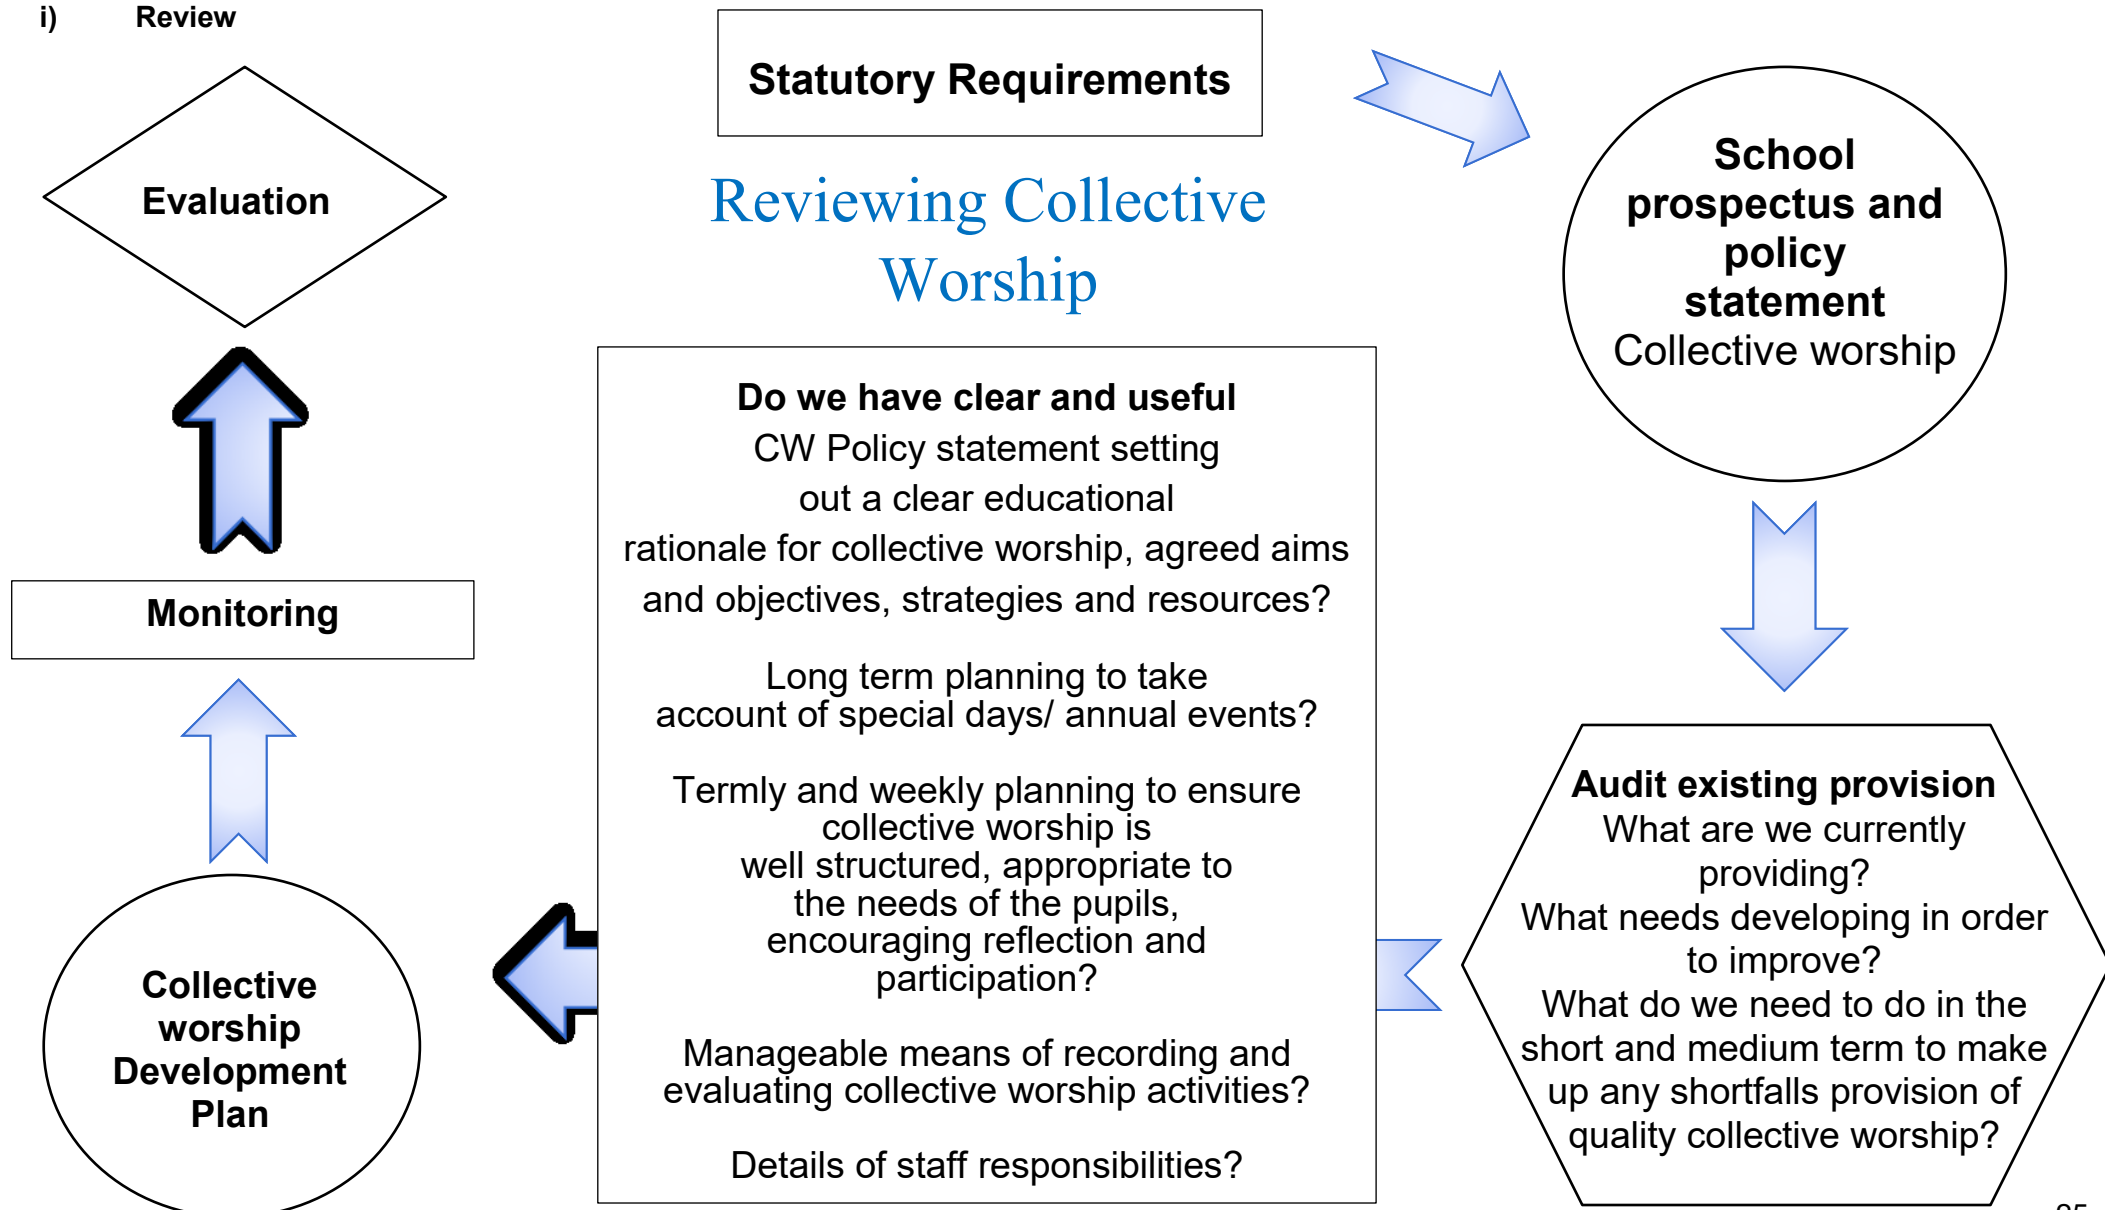 i) Review
Statutory Requirements
Reviewing Collective
Worship
School
prospectus and
policy
statement
Collective worship
Audit existing provision
What are we currently
providing?
What needs developing in order
to improve?
What do we need to do in the
short and medium term to make
up any shortfalls provision of
quality collective worship?
Do we have clear and useful
CW Policy statement setting
out a clear educational
rationale for collective worship, agreed aims
and objectives, strategies and resources?
Long term planning to take
account of special days/ annual events?
Termly and weekly planning to ensure
collective worship is
well structured, appropriate to
the needs of the pupils,
encouraging reflection and
participation?
Manageable means of recording and
evaluating collective worship activities?
Details of staff responsibilities?
Collective
worship
Development
Plan
Monitoring
Evaluation